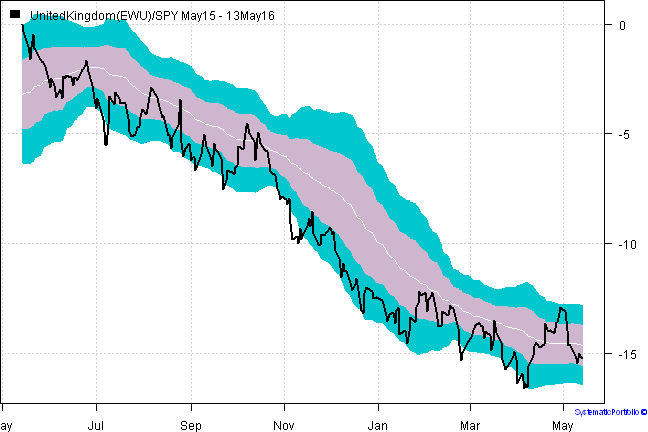 UnitedKingdom(EWU)/SPY May15 - 13May16
0
-5
-10
-15
ay Jul Sep Nov Jan Mar May
SystematicPortfolio ©